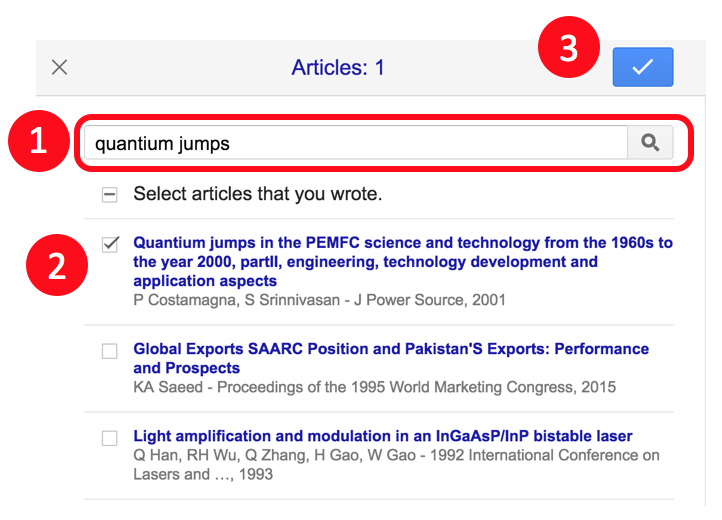 3
Articles: 1
1
quantium jumps
Select articles that you wrote.
2
Quantium jumps in the PEMFC science and technology from the 1960s to
the year 2000, partII, engineering, technology development and
application aspects
P Costamagna, S Srinnivasan - J Power Source, 2001
Global Exports SAARC Position and Pakistan'S Exports: Performance
and Prospects
KA Saeed - Proceedings of the 1995 World Marketing Congress, 2015
Light amplification and modulation in an InGaAsP/InP bistable laser
Q Han, RH Wu, Q Zhang, H Gao, W Gao - 1992 International Conference on
Lasers and …, 1993